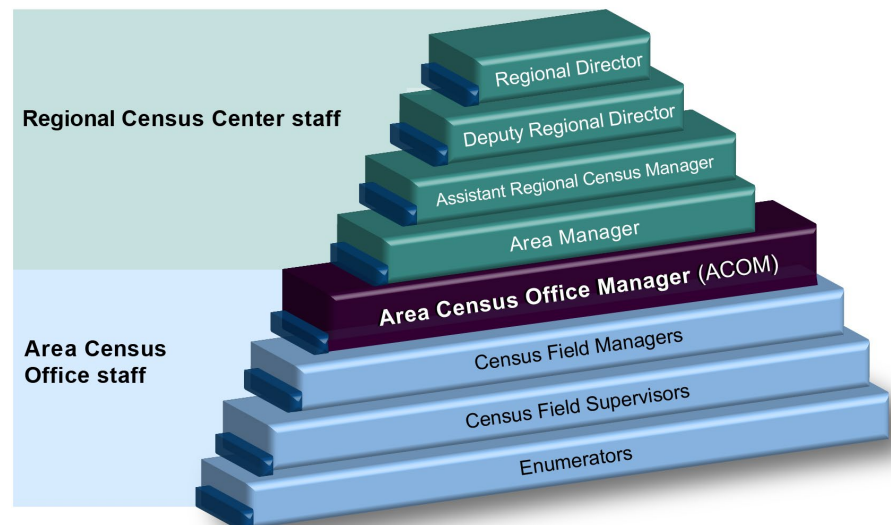 Regional Census Center staff
Regional Director
Deputy Regional Director
Assistant Regional Census Manager
Area Manager
Area Census Office Manager (ACOM)
Area Census
Office staff
Census Field Managers
Census Field Supervisors
Enumerators